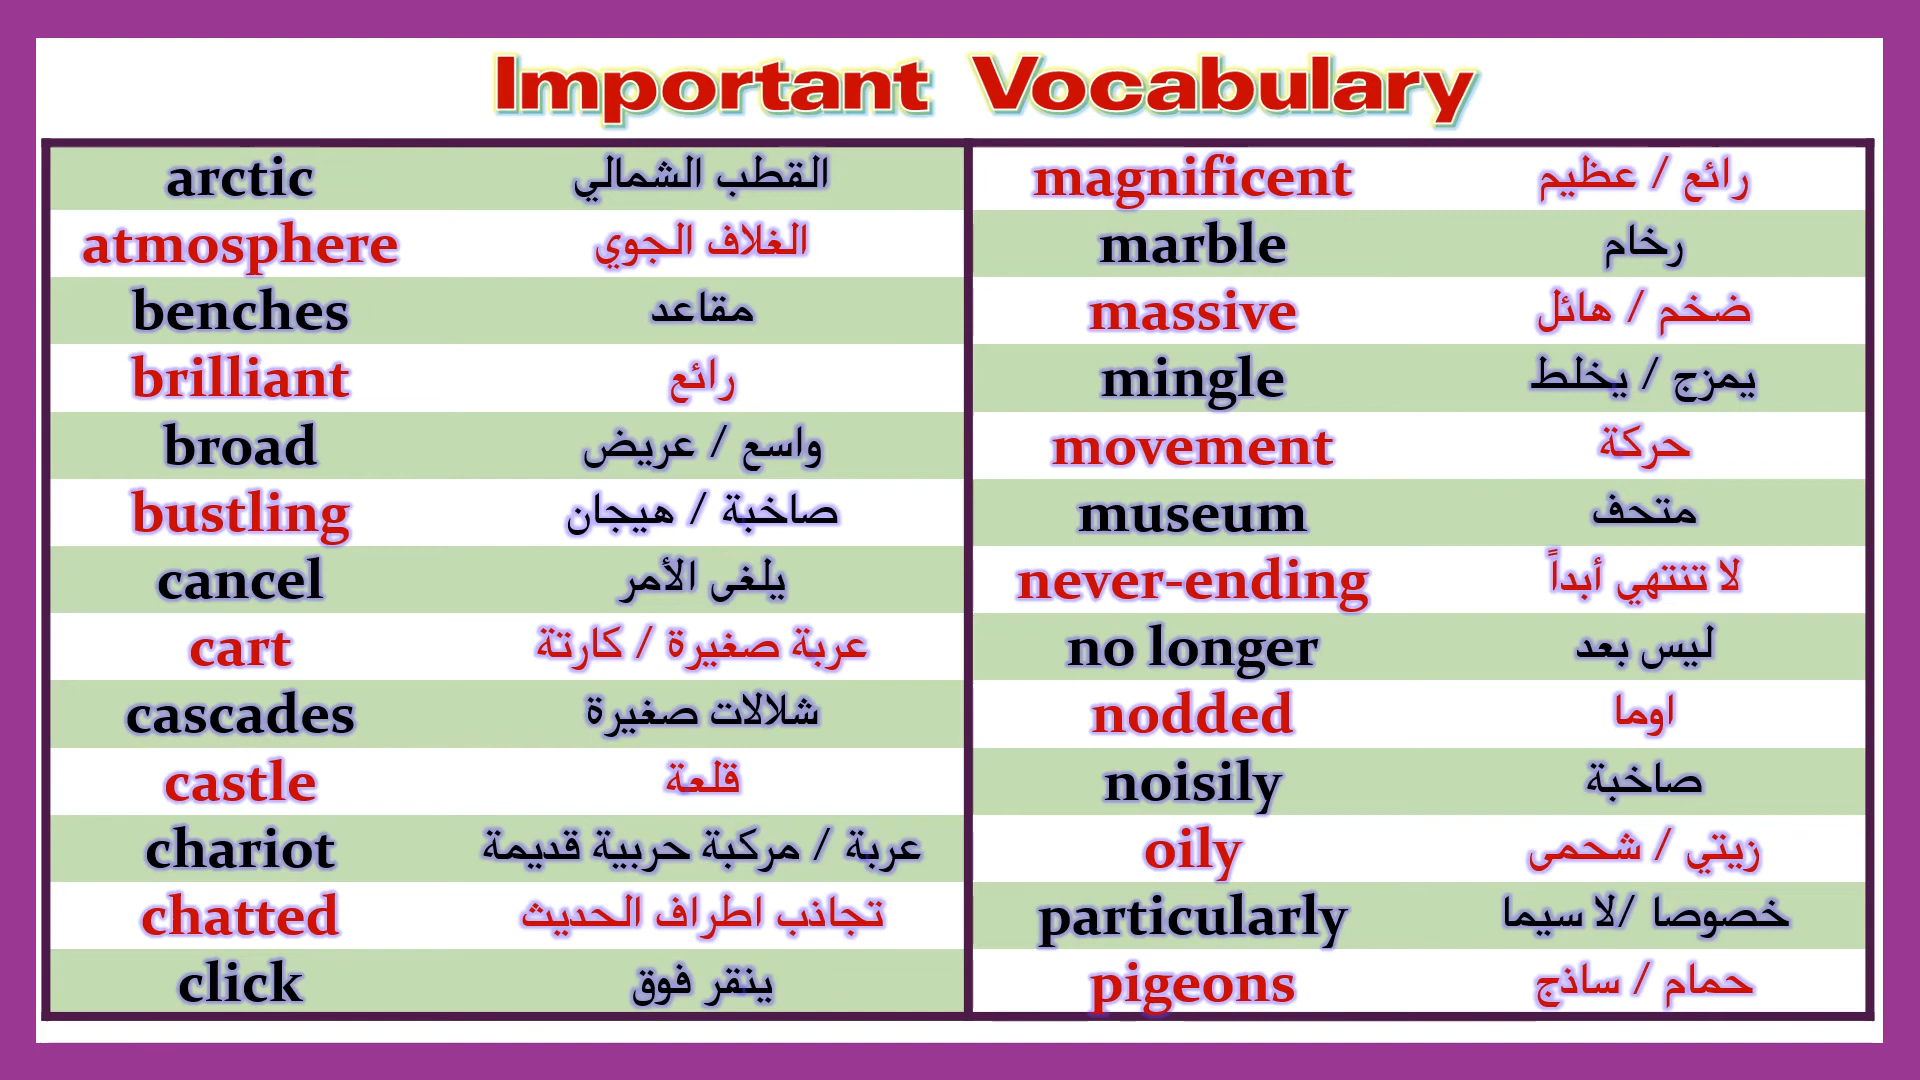 Important Vocabulary
arctic القطب الشمالي
atmosphere الغلاف الجوي
benches مقاعد
brilliant رائع
broad واسع / عريض
bustling صاخبة / هيجان
cancel يلغى الأمر
cart عربة صغيرة / كارتة
cascades شلالات صغيرة
castle قلعة
chariot عربة / مركبة حربية قديمة
chatted تجاذب اطراف الحديث
click ينقر فوق
magnificent رائع / عظيم
marble رخام
massive ضخم / هائل
mingle يمزج / يخلط
movement حركة
museum متحف
never-ending لا تنتهي أبداً
no longer ليس بعد
nodded اوما
noisily صاخبة
oily زيتي / شحمى
particularly خصوصا /لا سيما
pigeons حمام / ساذج